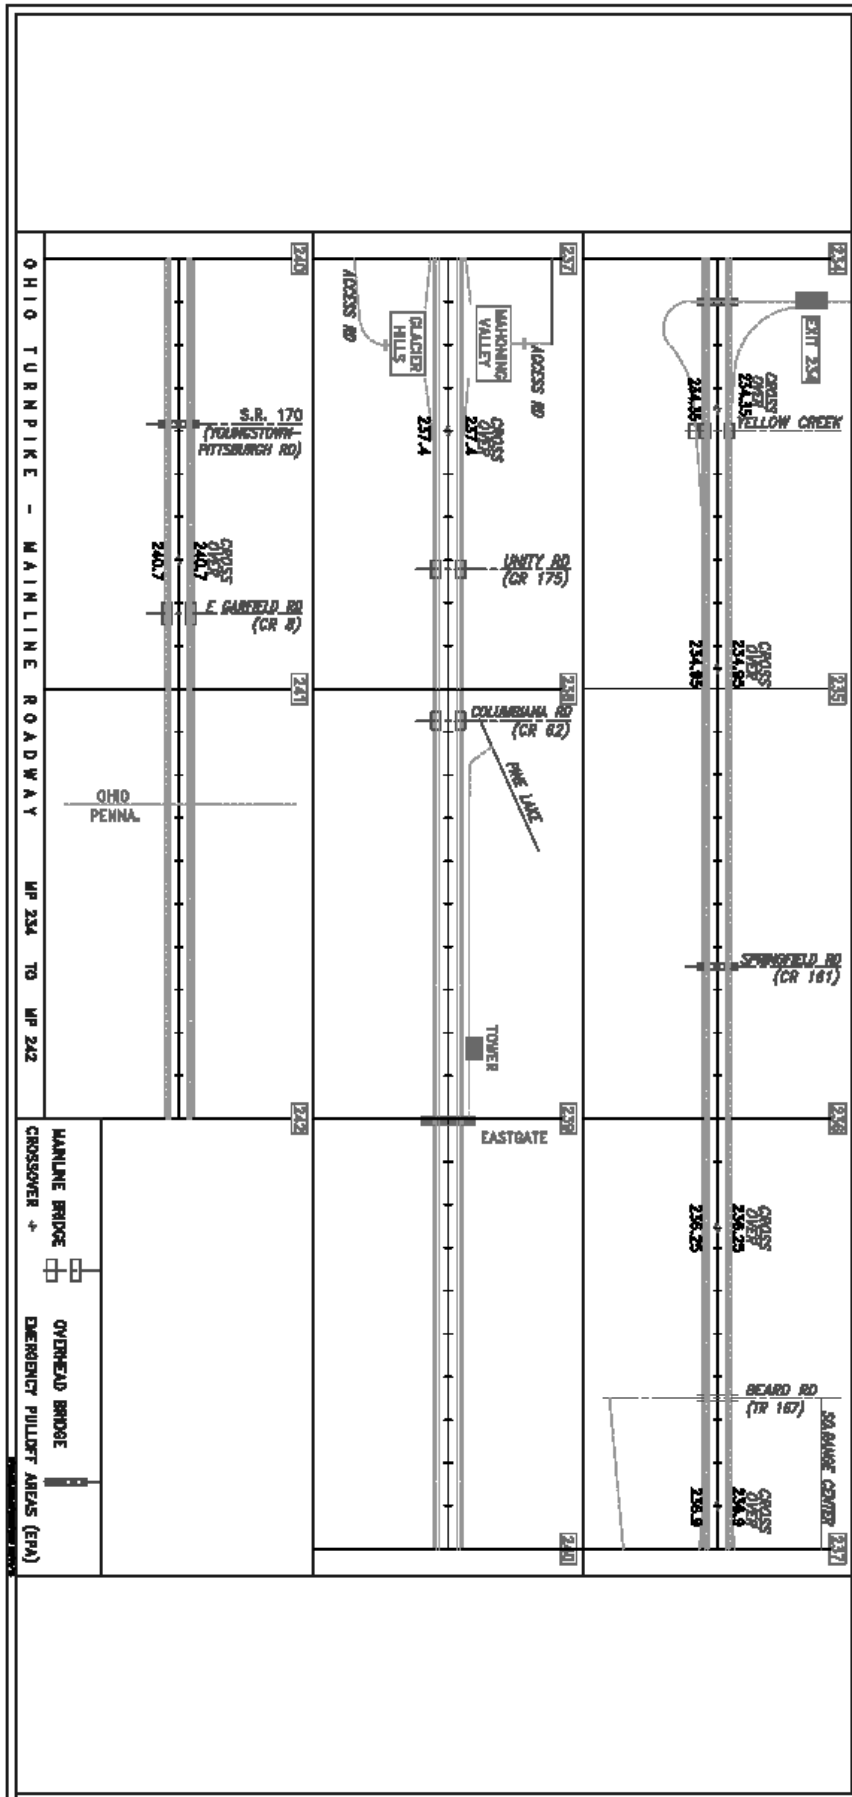 234
EXIT 234
CROSS
OVER
234.35
234.35
YELLOW CREEK
CROSS
OVER
234.95
234.95
235
SPRINGFIELD RD
(CR 161)
236
CROSS
OVER
236.25
236.25
BEARD RD
(TR 167)
CROSS
OVER
236.9
236.9
237
237
MAHONING
VALLEY
ACCESS RD
GLACIER
HILLS
ACCESS RD
CROSS
OVER
237.4
237.4
UNITY RD
(CR 175)
238
COLUMBIANA RD
(CR 62)
PINE LAKE
TOWER
239
EASTGATE
240
240
S.R. 170
(YOUNGSTOWN-
PITTSBURGH RD)
CROSS
OVER
240.7
240.7
E GARFIELD RD
(CR 8)
241
OHIO
PENNA.
242
OHIO TURNPIKE - MAINLINE ROADWAY MP 234 TO MP 242
MAINLINE BRIDGE
OVERHEAD BRIDGE
CROSSOVER
EMERGENCY PULLOFF AREAS (EPA)